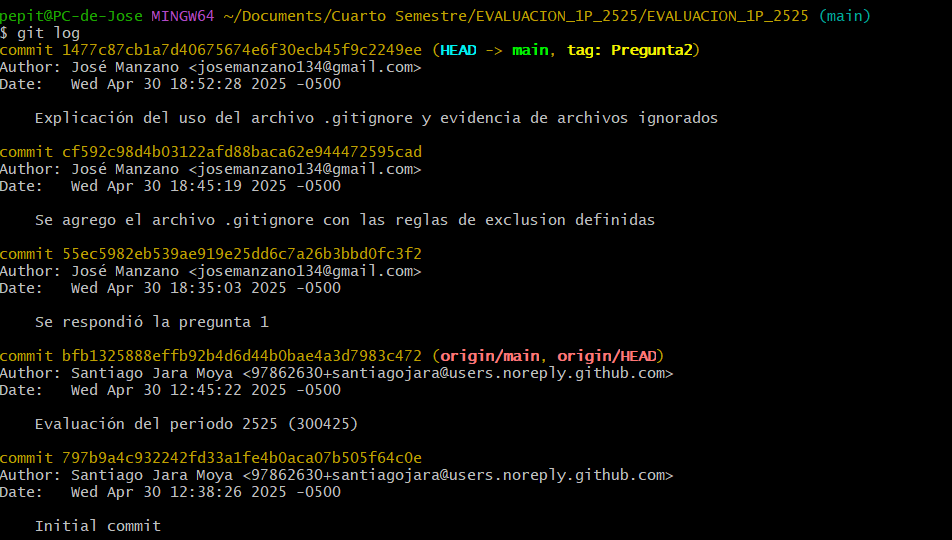 pepit@PC-de-Jose MINGW64 ~/Documents/Cuarto Semestre/EVALUACION_1P_2525/EVALUACION_1P_2525 (main)
$ git log
commit 1477c87cb1a7d40675674e6f30ecb45f9c2249ee (HEAD -> main, tag: Pregunta2)
Author: José Manzano <josemanzano134@gmail.com>
Date:   Wed Apr 30 18:52:28 2025 -0500
    Explicación del uso del archivo .gitignore y evidencia de archivos ignorados
commit cf592c98d4b03122afd88baca62e944472595cad
Author: José Manzano <josemanzano134@gmail.com>
Date:   Wed Apr 30 18:45:19 2025 -0500
    Se agrego el archivo .gitignore con las reglas de exclusion definidas
commit 55ec5982eb539ae919e25dd6c7a26b3bbd0fc3f2
Author: José Manzano <josemanzano134@gmail.com>
Date:   Wed Apr 30 18:35:03 2025 -0500
    Se respondió la pregunta 1
commit bfb1325888effb92b4d6d44b0bae4a3d7983c472 (origin/main, origin/HEAD)
Author: Santiago Jara Moya <97862630+santiagojara@users.noreply.github.com>
Date:   Wed Apr 30 12:45:22 2025 -0500
    Evaluación del periodo 2525 (300425)
commit 797b9a4c932242fd33a1fe4b0aca07b505f64c0e
Author: Santiago Jara Moya <97862630+santiagojara@users.noreply.github.com>
Date:   Wed Apr 30 12:38:26 2025 -0500
    Initial commit